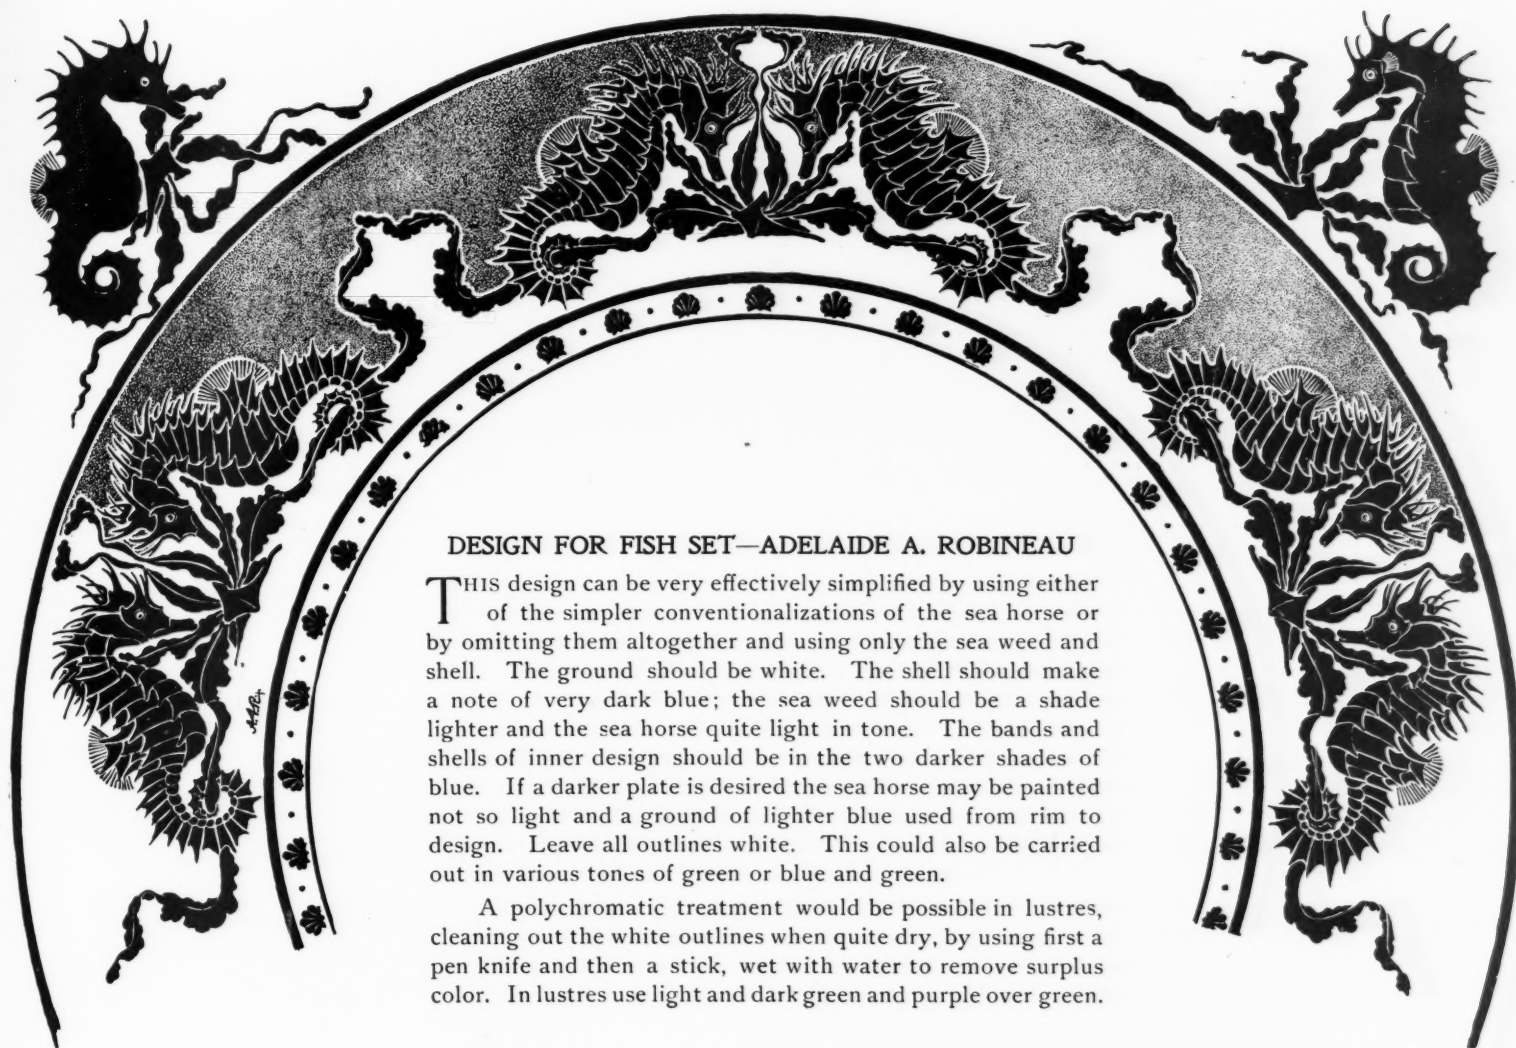 DESIGN FOR FISH SET—ADELAIDE A. ROBINEAU
THIS design can be very effectively simplified by using either
of the simpler conventionalizations of the sea horse or
by omitting them altogether and using only the sea weed and
shell. The ground should be white. The shell should make
a note of very dark blue; the sea weed should be a shade
lighter and the sea horse quite light in tone. The bands and
shells of inner design should be in the two darker shades of
blue. If a darker plate is desired the sea horse may be painted
not so light and a ground of lighter blue used from rim to
design. Leave all outlines white. This could also be carried
out in various tones of green or blue and green.
A polychromatic treatment would be possible in lustres,
cleaning out the white outlines when quite dry, by using first a
pen knife and then a stick, wet with water to remove surplus
color. In lustres use light and dark green and purple over green.